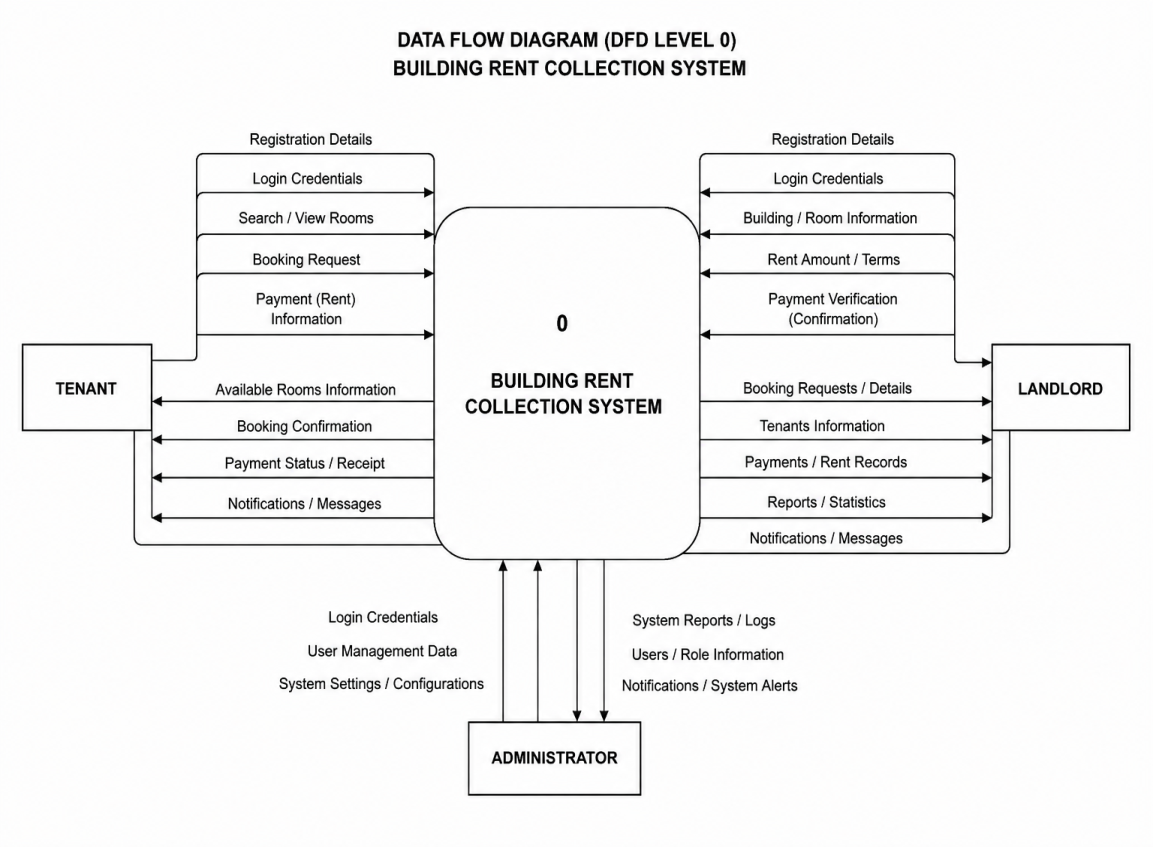 DATA FLOW DIAGRAM (DFD LEVEL 0)
BUILDING RENT COLLECTION SYSTEM
Registration Details
Login Credentials
Search / View Rooms
Booking Request
Payment (Rent)
Information
TENANT
Available Rooms Information
Booking Confirmation
Payment Status / Receipt
Notifications / Messages
0
BUILDING RENT
COLLECTION SYSTEM
Registration Details
Login Credentials
Building / Room Information
Rent Amount / Terms
Payment Verification
(Confirmation)
LANDLORD
Booking Requests / Details
Tenants Information
Payments / Rent Records
Reports / Statistics
Notifications / Messages
Login Credentials
User Management Data
System Settings / Configurations
System Reports / Logs
Users / Role Information
Notifications / System Alerts
ADMINISTRATOR